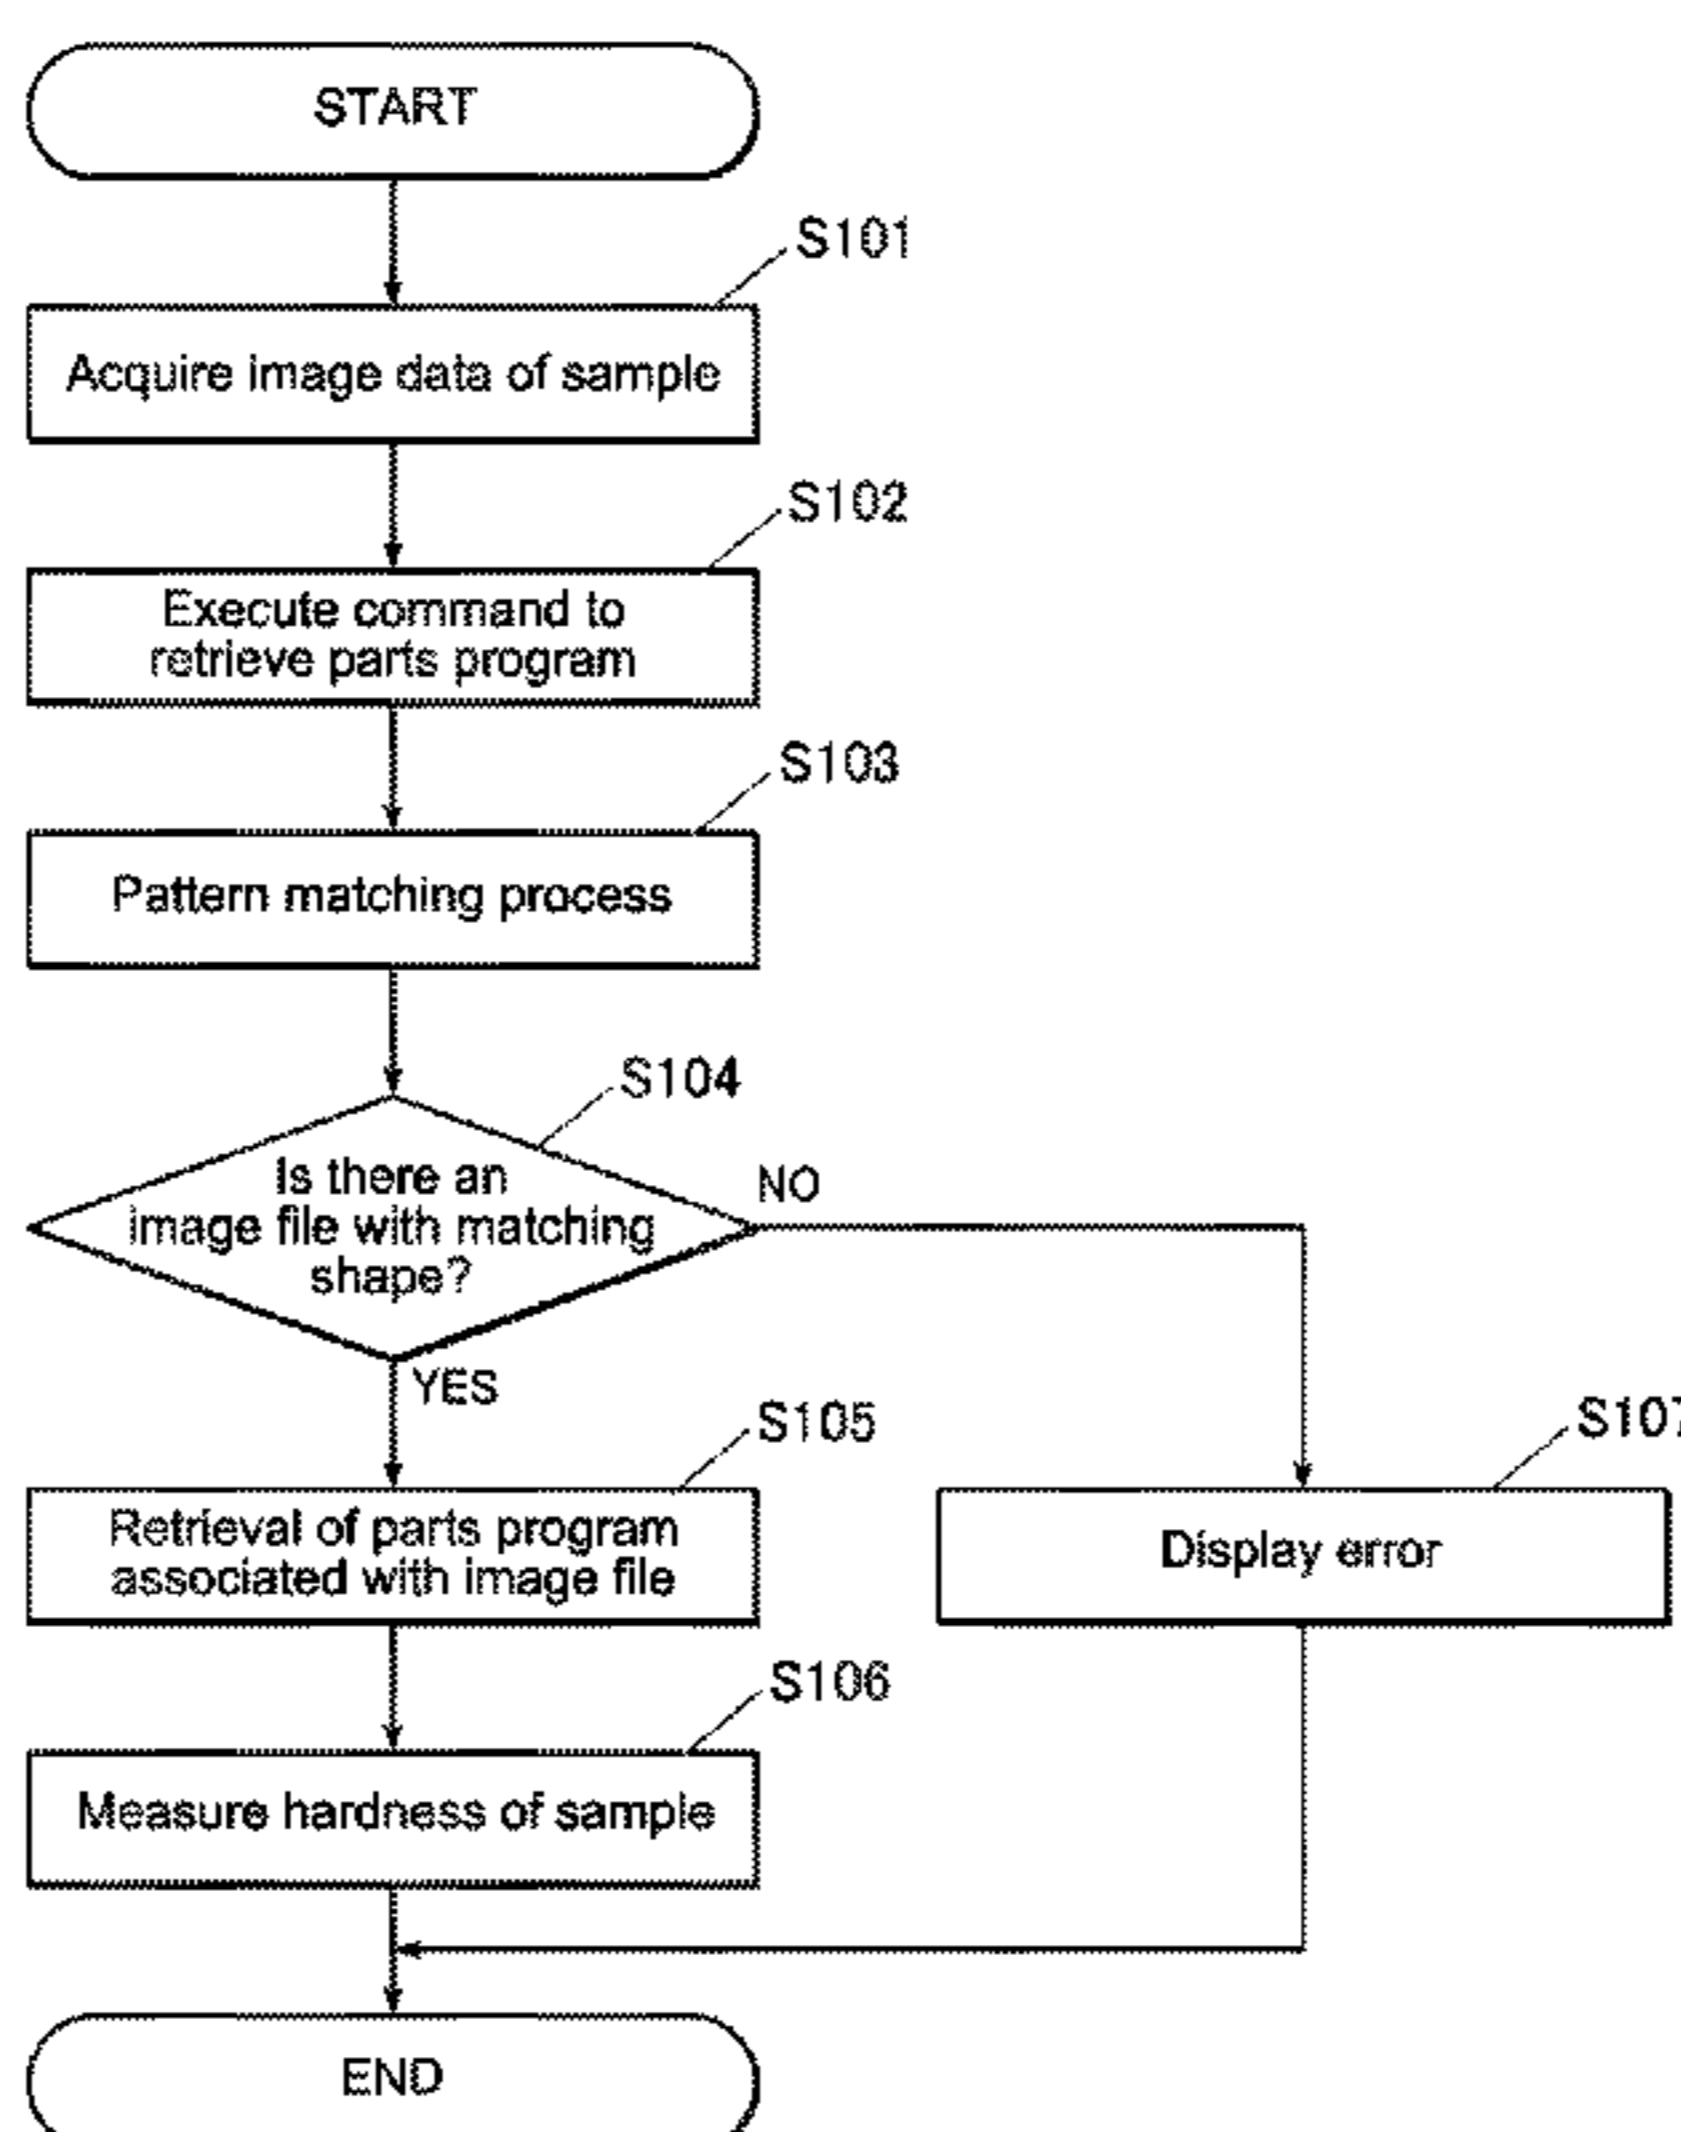 START
S101
Acquire image data of sample
S102
Execute command to
retrieve parts program
S103
Pattern matching process
S104
Is there an
image file with matching
shape?
NO
YES
S105
Retrieval of parts program
associated with image file
S107
Display error
S106
Measure hardness of sample
END